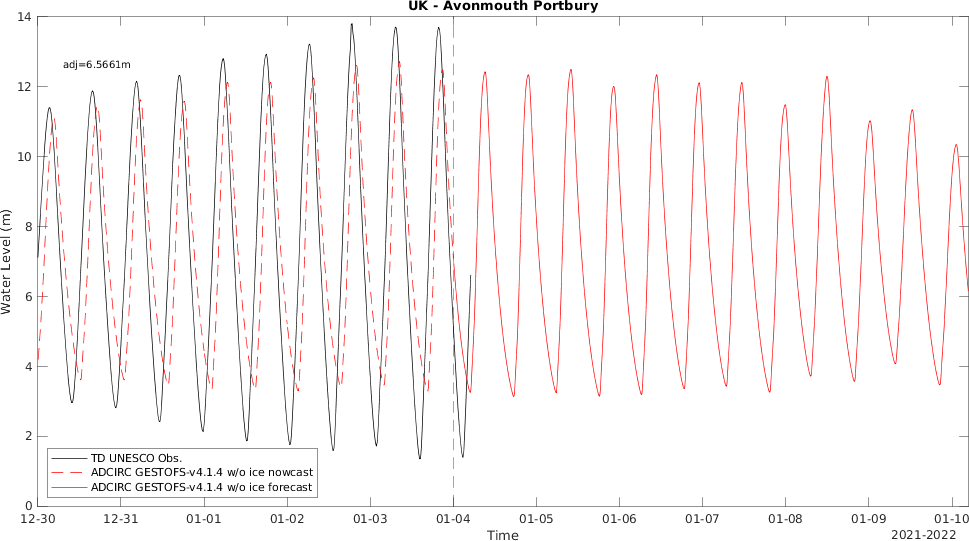 UK - Avonmouth Portbury
adj=6.5661m
Water Level (m)
14
12
10
8
6
4
2
0
TD UNESCO Obs.
ADCIRC GESTOFS-v4.1.4 w/o ice nowcast
ADCIRC GESTOFS-v4.1.4 w/o ice forecast
12-30 12-31 01-01 01-02 01-03 01-04 01-05 01-06 01-07 01-08 01-09 01-10
Time
2021-2022